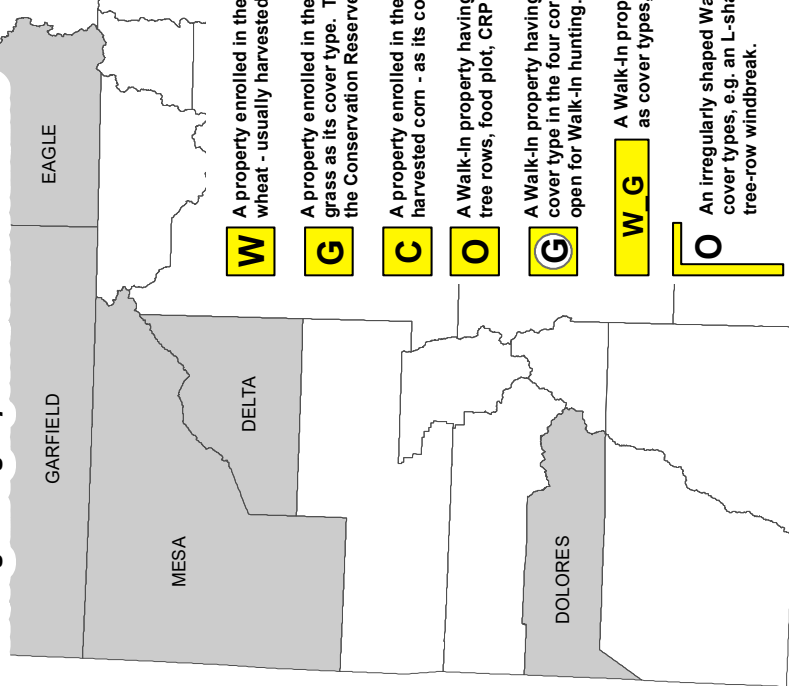 EAGLE
GARFIELD
DELTA
MESA
DOLORES
W
A property enrolled in the
wheat - usually harvested
G
A property enrolled in the
grass as its cover type. T
the Conservation Reserve
C
A property enrolled in the
harvested corn - as its co
O
A Walk-In property having
tree rows, food plot, CRP
G
A Walk-In property having
cover type in the four cor
open for Walk-In hunting.
W_G
A Walk-In prop
as cover types,
O
An irregularly shaped Wa
cover types, e.g. an L-sha
tree-row windbreak.